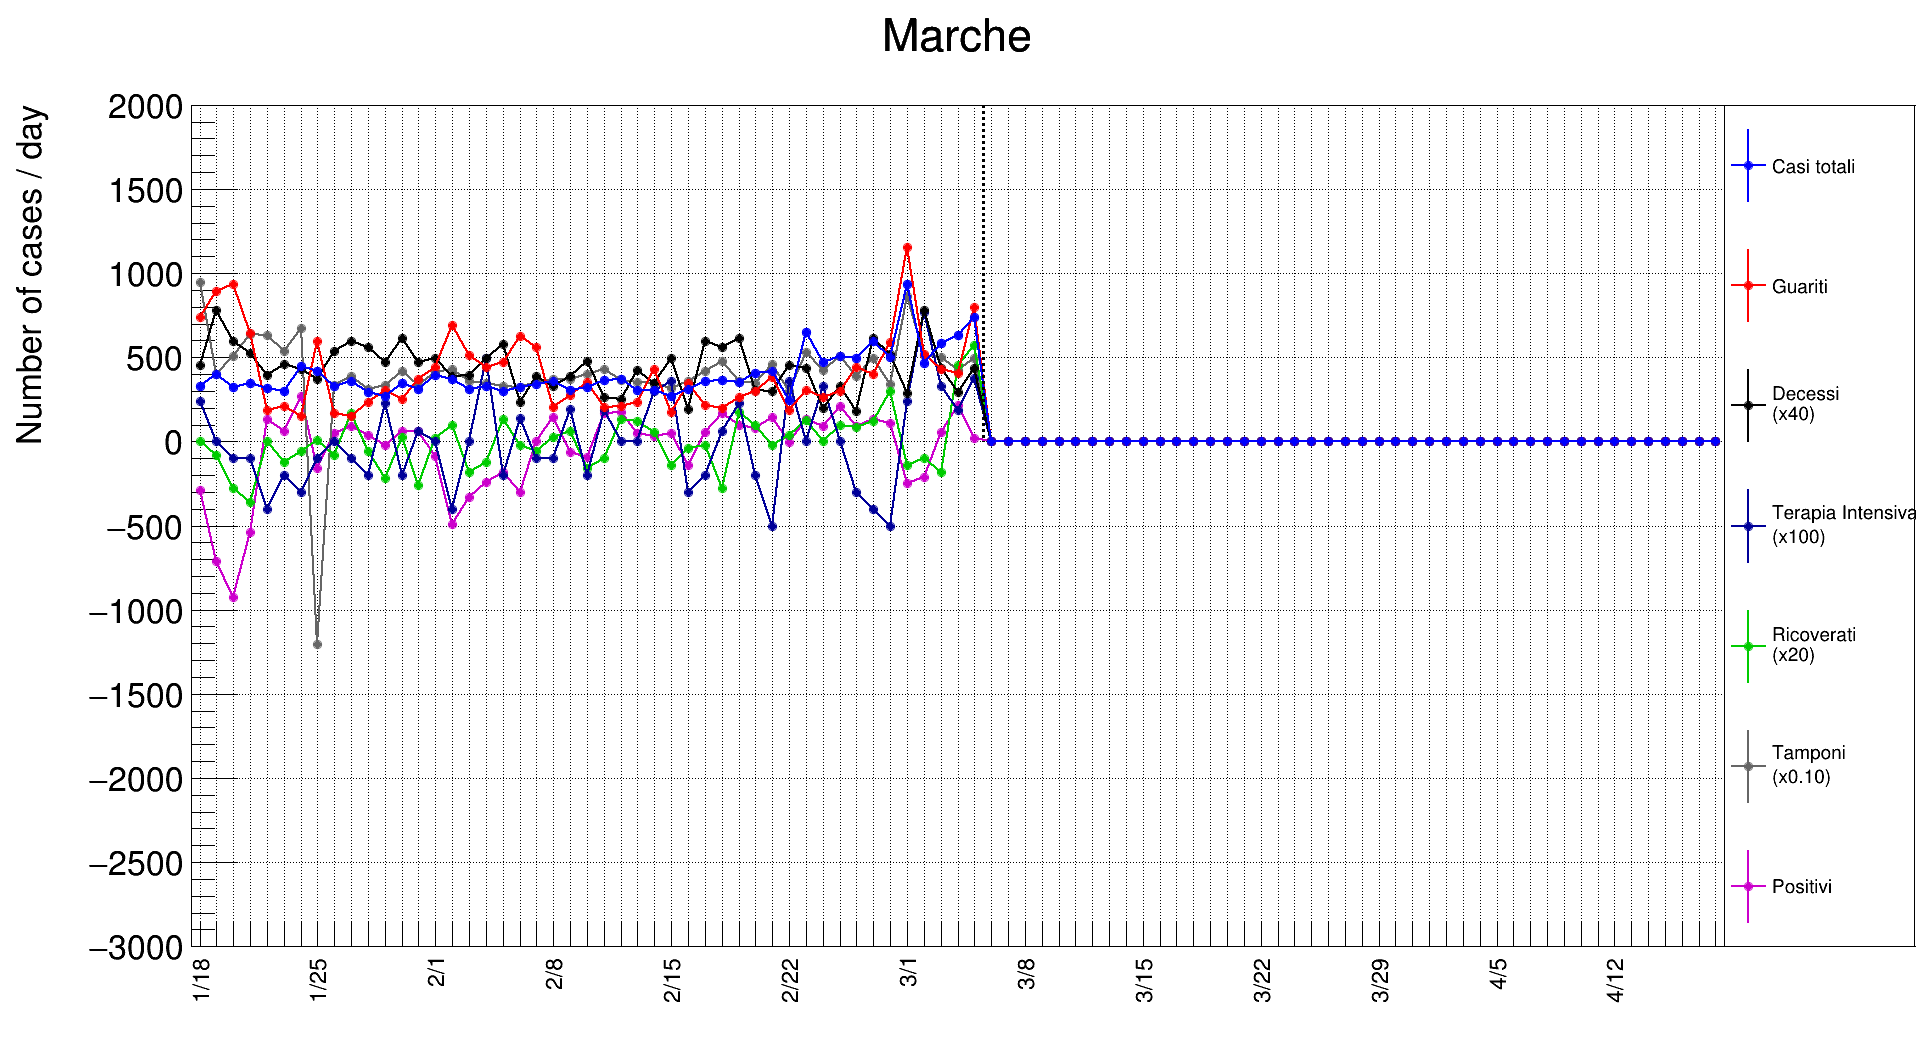 Marche
Number of cases / day
2000
1500
1000
500
0
−500
−1000
−1500
−2000
−2500
−3000
1/18
1/25
2/1
2/8
2/15
2/22
3/1
3/8
3/15
3/22
3/29
4/5
4/12
Casi totali
Guariti
Decessi
(x40)
Terapia Intensiva
(x100)
Ricoverati
(x20)
Tamponi
(x0.10)
Positivi